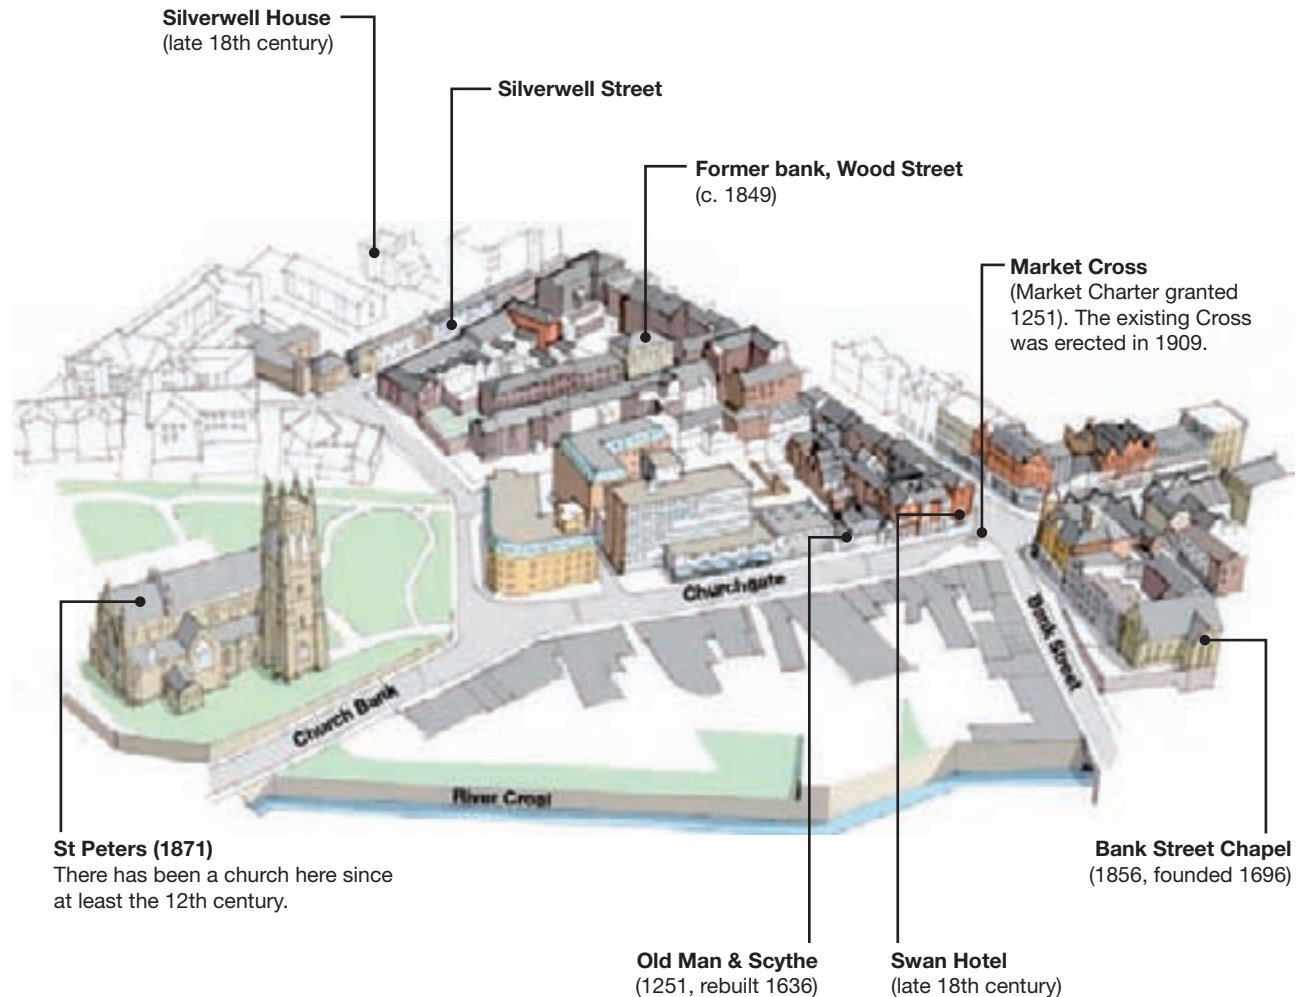 Silverwell House
(late 18th century)
Silverwell Street
Former bank, Wood Street
(c. 1849)
Market Cross
(Market Charter granted
1251). The existing Cross
was erected in 1909.
Churchgate
Bank Street
Church Bank
River Croal
St Peters (1871)
There has been a church here since
at least the 12th century.
Bank Street Chapel
(1856, founded 1696)
Old Man & Scythe
(1251, rebuilt 1636)
Swan Hotel
(late 18th century)